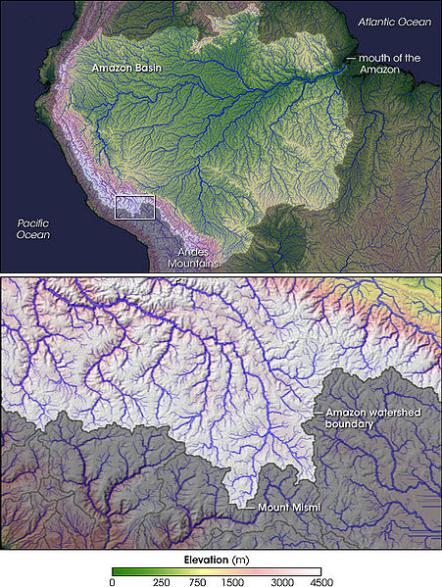 Atlantic Ocean
mouth of the
Amazon
Amazon Basin
Pacific
Ocean
Andes
Mountains
Amazon watershed
boundary
Mount Mismi
Elevation (m)
0 250 750 1500 3000 4500